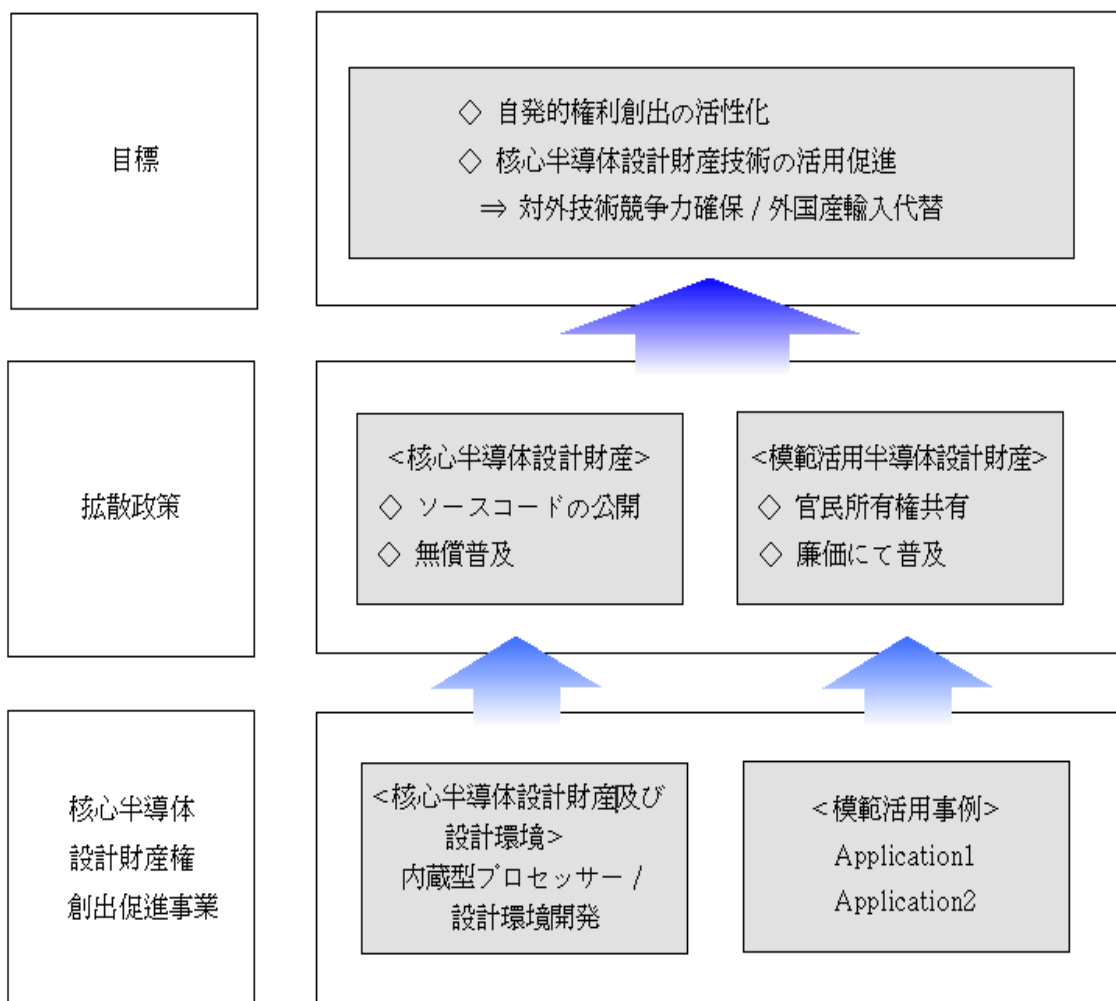 目標
◇ 自発的権利創出の活性化
◇ 核心半導体設計財産技術の活用促進
⇒ 対外技術競争力確保 / 外国産輸入代替
拡散政策
<核心半導体設計財産>
◇ ソースコードの公開
◇ 無償普及
<模範活用半導体設計財産>
◇ 官民所有権共有
◇ 廉価にて普及
核心半導体
設計財産権
創出促進事業
<核心半導体設計財産及び
設計環境>
内蔵型プロセッサー /
設計環境開発
<模範活用事例>
Application1
Application2